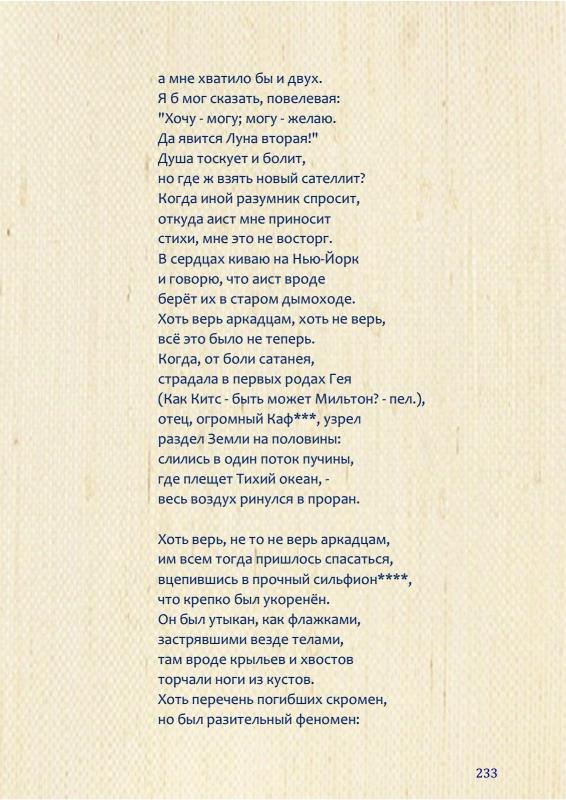 а мне хватило бы и двух.
Я б мог сказать, повелевая:
"Хочу - могу; могу - желаю.
Да явится Луна вторая!"
Душа тоскует и болит,
но где ж взять новый сателлит?
Когда иной разумник спросит,
откуда аист мне приносит
стихи, мне это не восторг.
В сердцах киваю на Нью-Йорк
и говорю, что аист вроде
берёт их в старом дымоходе.
Хоть верь аркадцам, хоть не верь,
всё это было не теперь.
Когда, от боли сатанея,
страдала в первых родах Гея
(Как Китс - быть может Мильтон? - пел.),
отец, огромный Каф***, узрел
раздел Земли на половины:
слились в один поток пучины,
где плещет Тихий океан, -
весь воздух ринулся в проран.

Хоть верь, не то не верь аркадцам,
им всем тогда пришлось спасаться,
вцепившись в прочный сильфион****,
что крепко был укоренён.
Он был утыкан, как флажками,
застрявшими везде телами,
там вроде крыльев и хвостов
торчали ноги из кустов.
Хоть перечень погибших скромен,
но был разительный феномен:
233